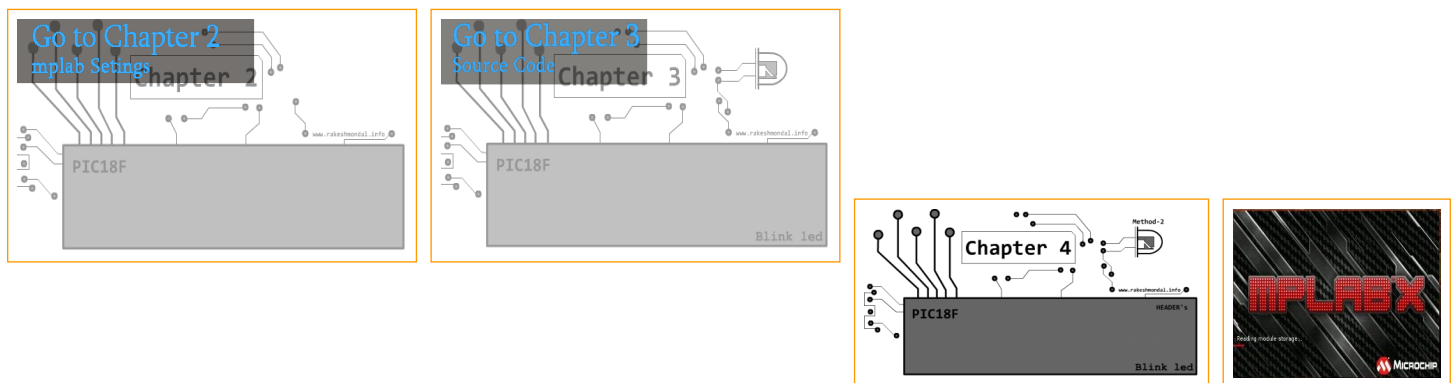 Go to Chapter 2
mplab Setings
Chapter 2
www.rakeshmondal.info
PIC18F
Go to Chapter 3
Source Code
Chapter 3
www.rakeshmondal.info
PIC18F
Blink led
Method-2
Chapter 4
www.rakeshmondal.info
HEADER's
PIC18F
Blink led
MPLAB X
Reading module storage...
MICROCHIP